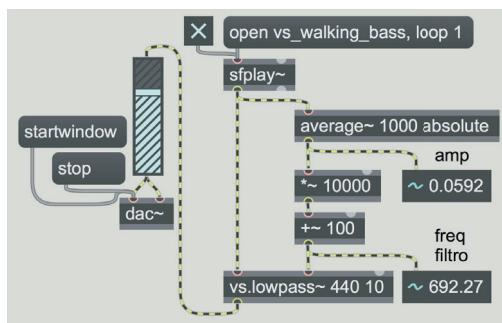 open vs_walking_bass, loop 1
sfplay~
startwindow
average~ 1000 absolute
stop
amp
*~ 10000
~ 0.0592
dac~
+~ 100
freq
filtro
vs.lowpass~ 440 10
~ 692.27